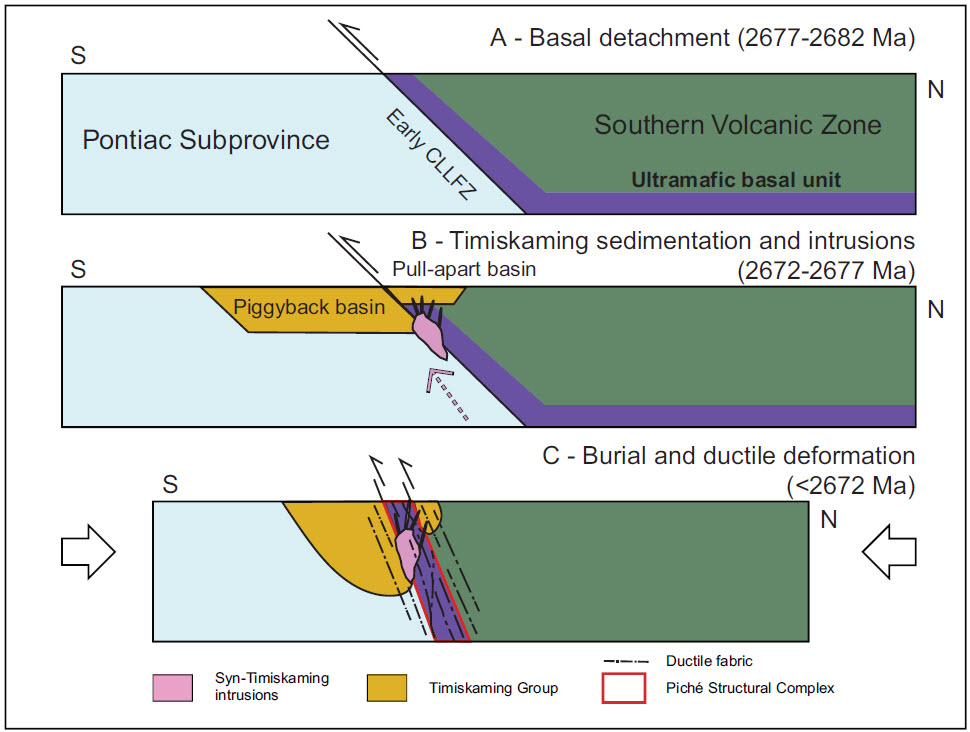 A - Basal detachment (2677-2682 Ma)
S
N
Pontiac Subprovince
Early CLLFZ
Southern Volcanic Zone
Ultramafic basal unit
B - Timiskaming sedimentation and intrusions
(2672-2677 Ma)
S
Pull-apart basin
N
Piggyback basin
C - Burial and ductile deformation
(<2672 Ma)
S
N
Syn-Timiskaming
intrusions
Timiskaming Group
Ductile fabric
Piché Structural Complex